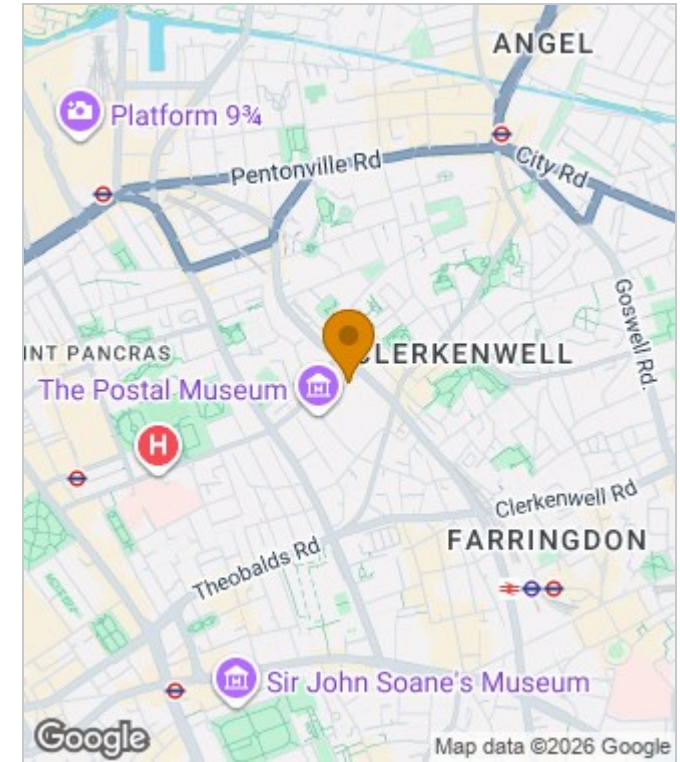 ANGEL
Platform 9¾
Pentonville Rd
City Rd
Goswell Rd.
INT PANCRAS
CLERKENWELL
The Postal Museum
H
Clerkenwell Rd
FARRINGDON
Theobalds Rd
Sir John Soane's Museum
Google
Map data ©2026 Google